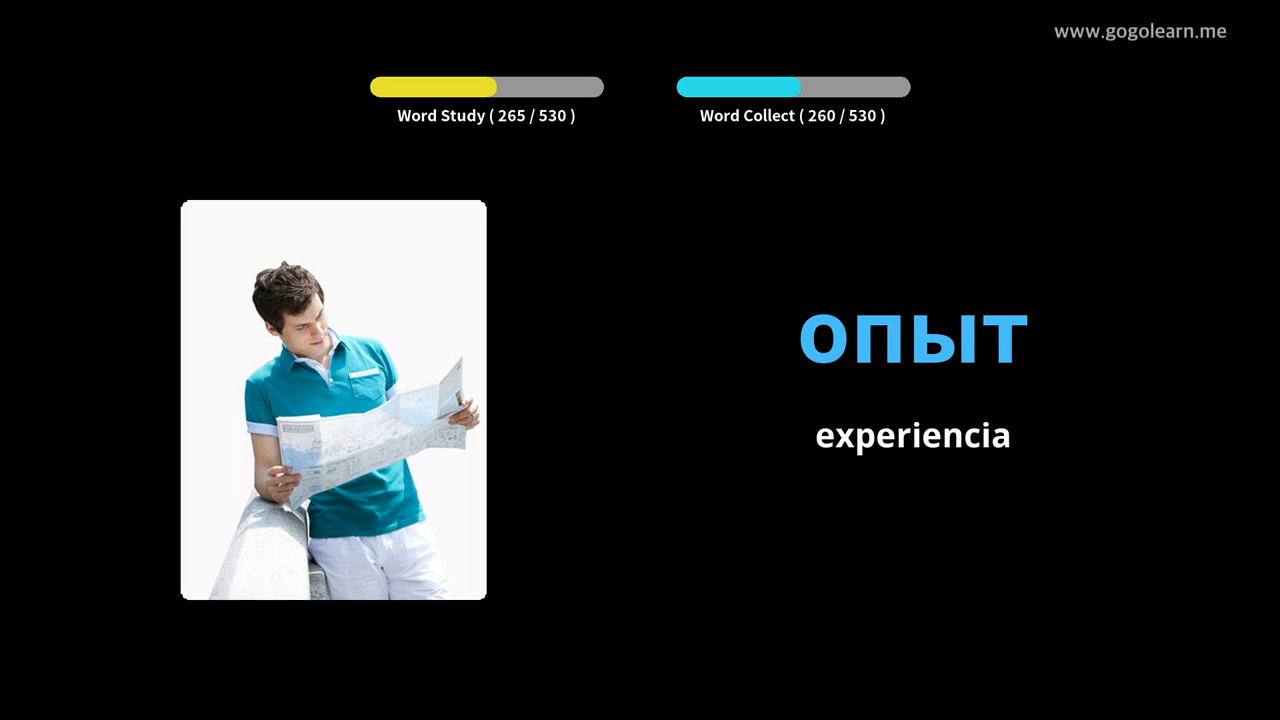 www.gogolearn.me
Word Study ( 265 / 530 )
Word Collect ( 260 / 530 )
опыт
experiencia